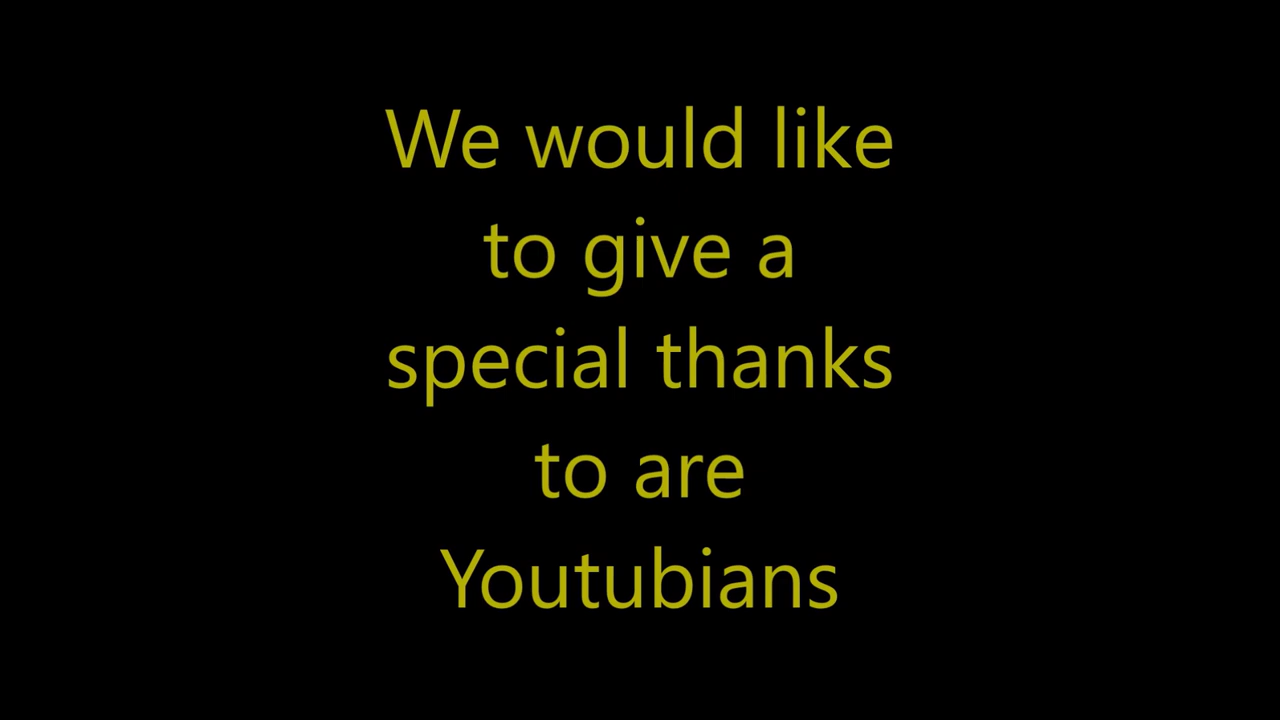 We would like
to give a
special thanks
to are
Youtubians